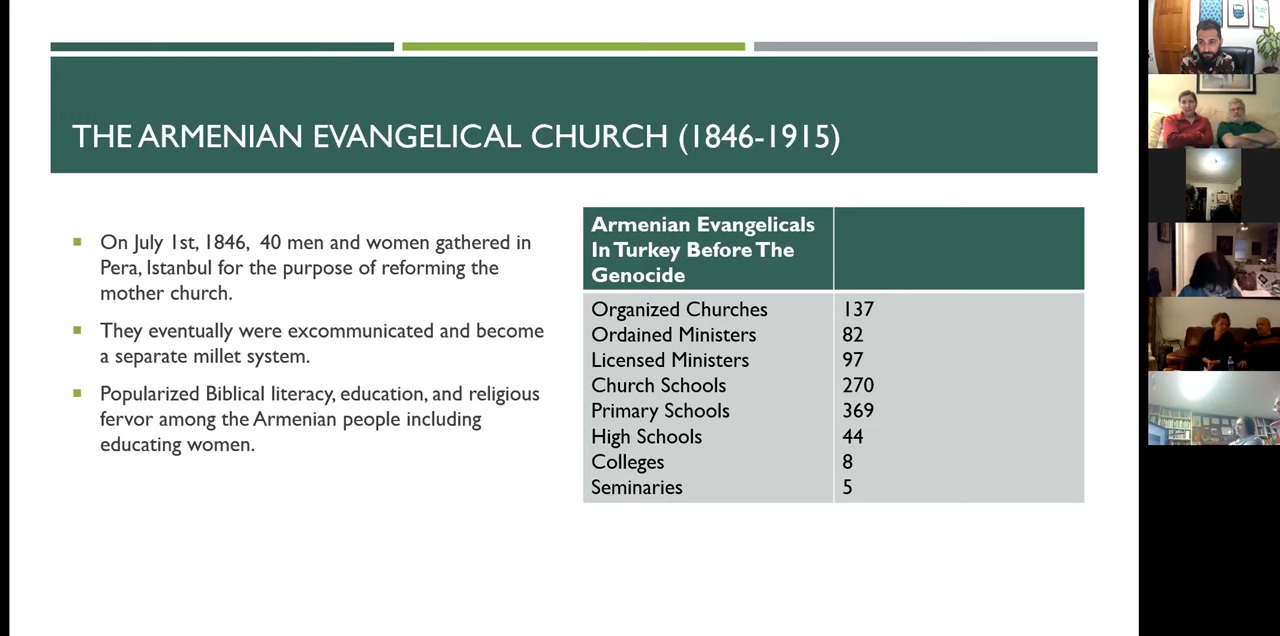 THE ARMENIAN EVANGELICAL CHURCH (1846-1915)
On July 1st, 1846, 40 men and women gathered in
Pera, Istanbul for the purpose of reforming the
mother church.
They eventually were excommunicated and become
a separate millet system.
Popularized Biblical literacy, education, and religious
fervor among the Armenian people including
educating women.
Armenian Evangelicals
In Turkey Before The
Genocide
Organized Churches 137
Ordained Ministers 82
Licensed Ministers 97
Church Schools 270
Primary Schools 369
High Schools 44
Colleges 8
Seminaries 5